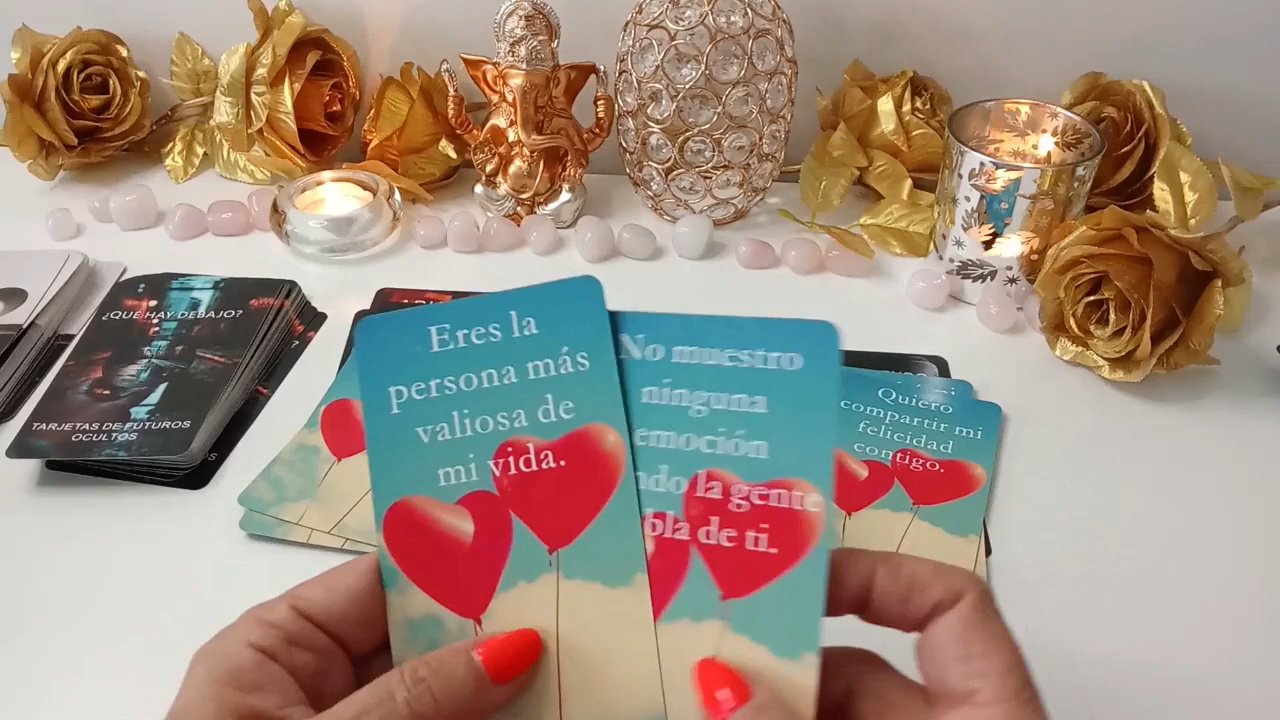 ¿QUÉ HAY DEBAJO?
TARJETAS DE FUTUROS
OCULTOS
Eres la
persona más
valiosa de
mi vida.
No muestro
ninguna
emoción
la gente
de ti.
Quiero
compartir mi
felicidad
contigo.